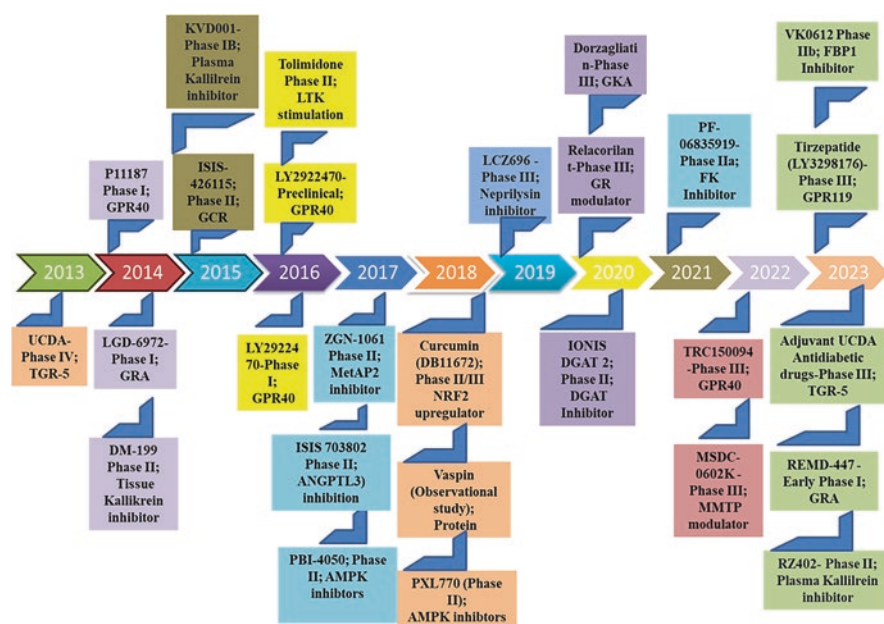 KVD001-
Phase IB;
Plasma
Kallilrein
inhibitor
Tolimidone
Phase II;
LTK
stimulation
Dorzagliati
n-Phase
III; GKA
VK0612 Phase
IIb; FBP1
Inhibitor
P11187
Phase I;
GPR40
ISIS-
426115;
Phase II;
GCR
LY2922470-
Preclinical;
GPR40
LCZ696 -
Phase III;
Neprilysin
inhibitor
Relacorilan
t-Phase III;
GR
modulator
PF-
06835919-
Phase IIa;
FK
Inhibitor
Tirzepatide
(LY3298176)-
Phase III;
GPR119
2013
2014
2015
2016
2017
2018
2019
2020
2021
2022
2023
UCDA-
Phase IV;
TGR-5
LGD-6972-
Phase I;
GRA
DM-199
Phase II;
Tissue
Kallikrein
inhibitor
LY29224
70-Phase
I;
GPR40
ZGN-1061
Phase II;
MetAP2
inhibitor
ISIS 703802
Phase II;
ANGPTL3)
inhibition
PBI-4050; Phase
II; AMPK
inhibtors
Curcumin
(DB11672);
Phase II/III
NRF2
upregulator
Vaspin
(Observational
study);
Protein
PXL770 (Phase
II);
AMPK inhibtors
IONIS
DGAT 2;
Phase II;
DGAT
Inhibitor
TRC150094
-Phase III;
GPR40
MSDC-
0602K -
Phase III;
MMTP
modulator
Adjuvant UCDA
Antidiabetic
drugs-Phase III;
TGR-5
REMD-447 -
Early Phase I;
GRA
RZ402- Phase II;
Plasma Kallilrein
inhibitor